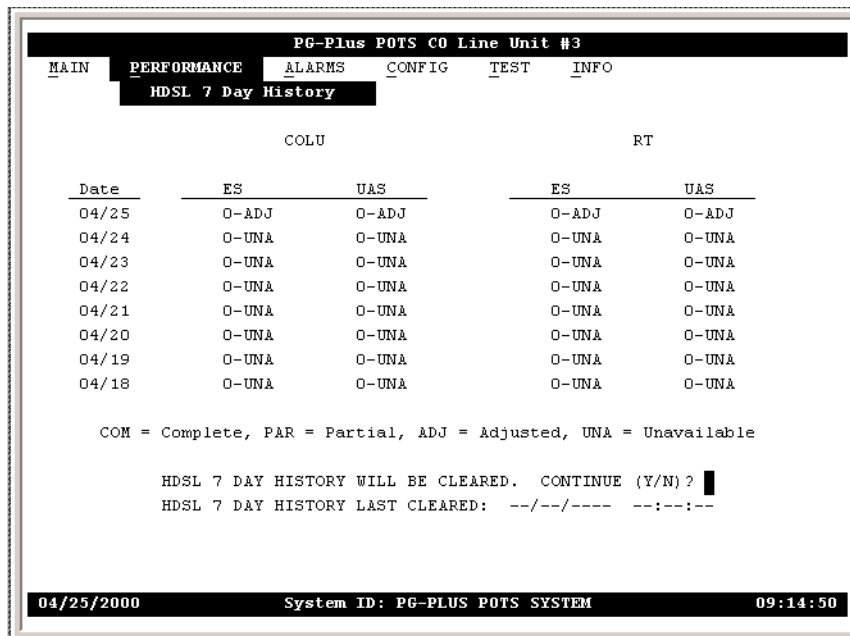 PG-Plus POTS CO Line Unit #3
MAIN PERFORMANCE ALARMS CONFIG TEST INFO
HDSL 7 Day History
COLU RT
Date ES UAS ES UAS
04/25 0-ADJ 0-ADJ 0-ADJ 0-ADJ
04/24 0-UNA 0-UNA 0-UNA 0-UNA
04/23 0-UNA 0-UNA 0-UNA 0-UNA
04/22 0-UNA 0-UNA 0-UNA 0-UNA
04/21 0-UNA 0-UNA 0-UNA 0-UNA
04/20 0-UNA 0-UNA 0-UNA 0-UNA
04/19 0-UNA 0-UNA 0-UNA 0-UNA
04/18 0-UNA 0-UNA 0-UNA 0-UNA
COM = Complete, PAR = Partial, ADJ = Adjusted, UNA = Unavailable
HDSL 7 DAY HISTORY WILL BE CLEARED. CONTINUE (Y/N)?
HDSL 7 DAY HISTORY LAST CLEARED: --/--/---- --:--:--
04/25/2000 System ID: PG-PLUS POTS SYSTEM 09:14:50